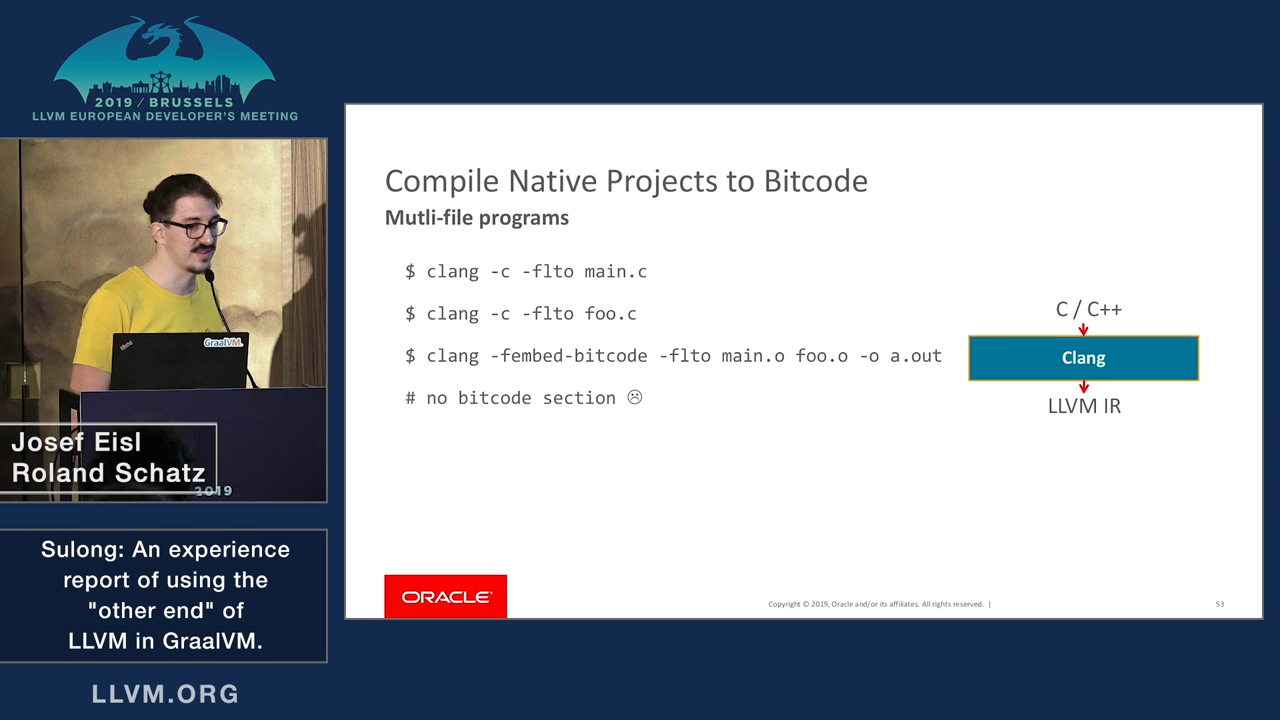 2019 / BRUSSELS
LLVM EUROPEAN DEVELOPER'S MEETING
GraalVM.
2019
Josef Eisl
Roland Schatz
Sulong: An experience
report of using the
"other end" of
LLVM in GraalVM.
LLVM.ORG
Compile Native Projects to Bitcode
Mutli-file programs
$ clang -c -flto main.c
$ clang -c -flto foo.c
$ clang -fembed-bitcode -flto main.o foo.o -o a.out
# no bitcode section ☹
C / C++
Clang
LLVM IR
ORACLE®
Copyright © 2019, Oracle and/or its affiliates. All rights reserved. |
53